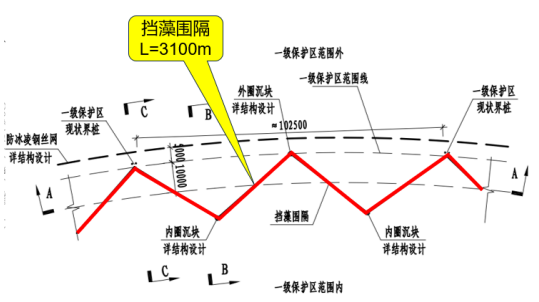 挡藻围隔
L=3100m
一级保护区范围外
一级保护区范围线
外圈沉块
详结构设计
一级保护区
现状界桩
C
B
一级保护区
现状界桩
≈102500
防冰凌钢丝网
详结构设计
10000
A
A
挡藻围隔
内圈沉块
详结构设计
内圈沉块
详结构设计
C
B
一级保护区范围内